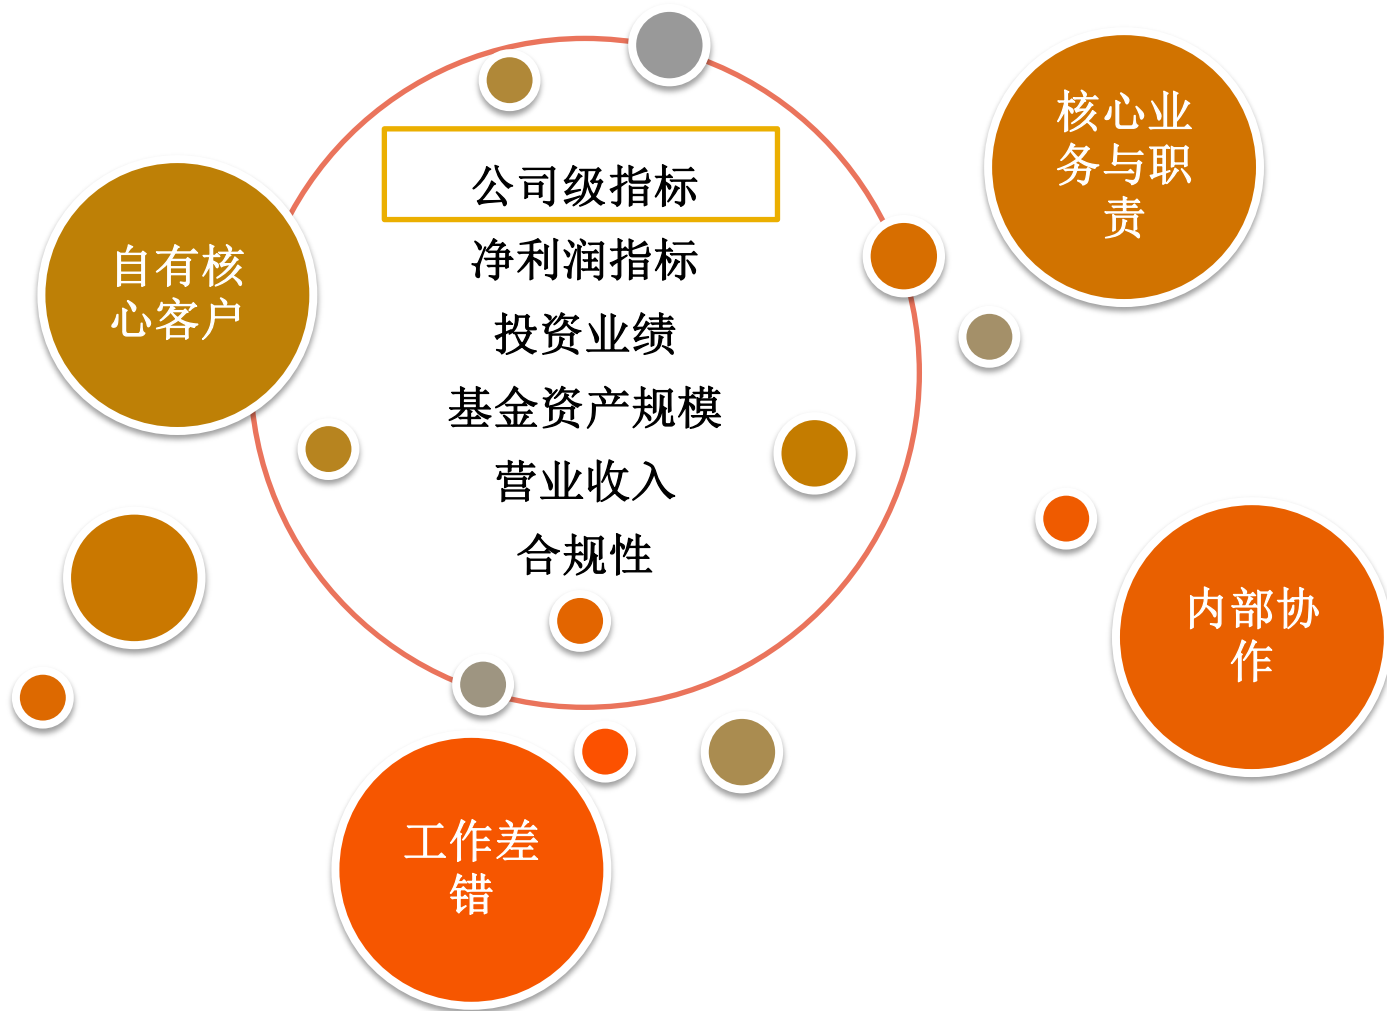 公司级指标
净利润指标
投资业绩
基金资产规模
营业收入
合规性
自有核
心客户
核心业
务与职
责
内部协
作
工作差
错